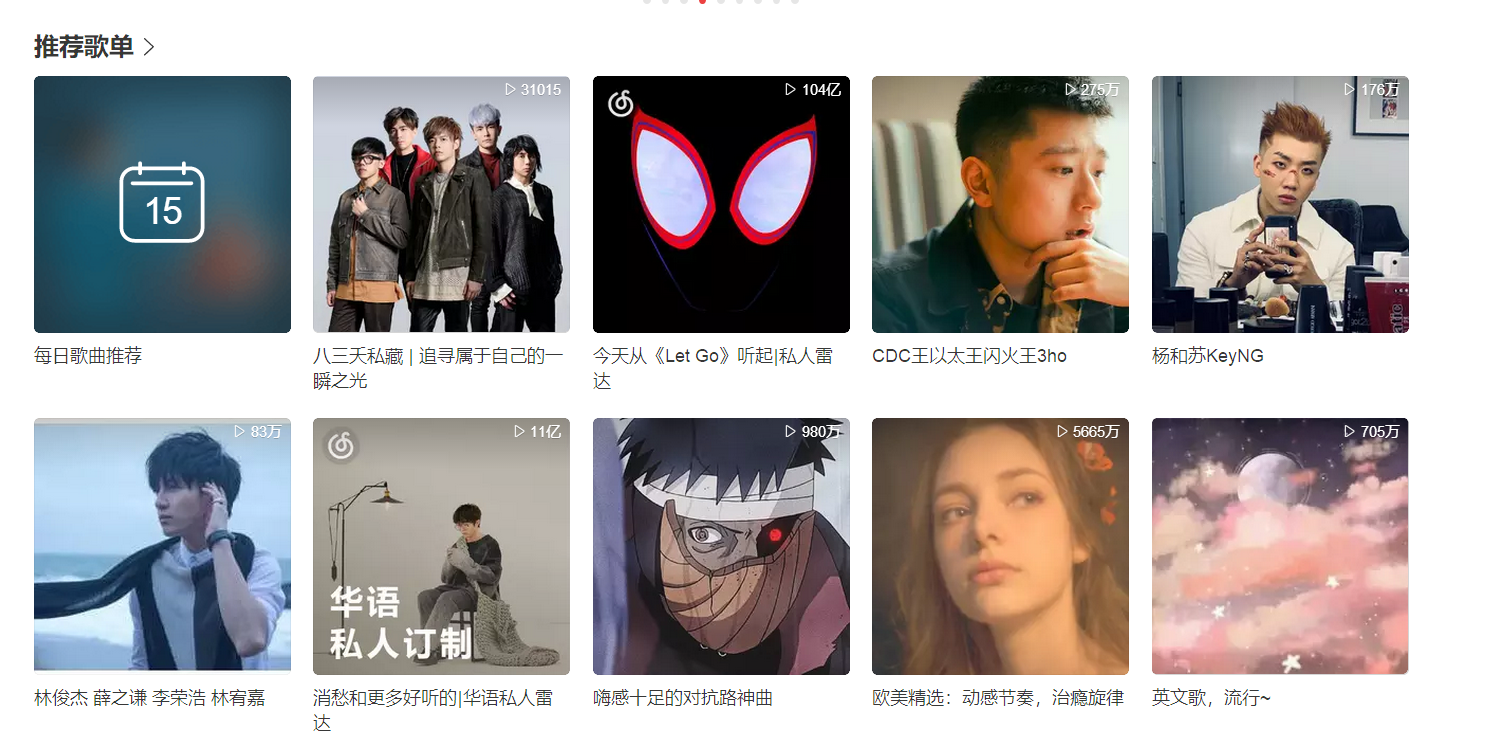 推荐歌单
15
31015
104亿
275万
176万
每日歌曲推荐
八三夭私藏 | 追寻属于自己的一
瞬之光
今天从《Let Go》听起|私人雷
达
CDC王以太王闪火王3ho
杨和苏KeyNG
83万
11亿
980万
5665万
705万
华语
私人订制
林俊杰 薛之谦 李荣浩 林宥嘉
消愁和更多好听的|华语私人雷
达
嗨感十足的对抗路神曲
欧美精选：动感节奏，治瘾旋律
英文歌，流行~